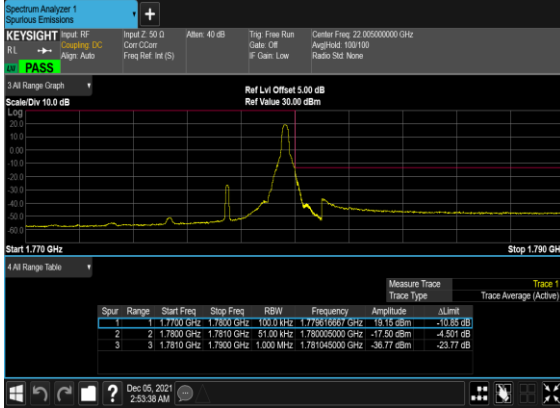 Spectrum Analyzer 1
Spurious Emissions
+
KEYSIGHT Input: RF Input Z: 50 Ω Atten: 40 dB Trig: Free Run Center Freq: 22.005000000 GHz
RL Coupling: DC Corr CCorr Gate: Off Avg|Hold: 100/100
Align: Auto Freq Ref: Int (S) IF Gain: Low Radio Std: None
LXI PASS
3.All Range Graph Ref Lvl Offset 5.00 dB
Scale/Div 10.0 dB Ref Value 30.00 dBm
Log
20.0
10.0
0.00
-10.0
-20.0
-30.0
-40.0
-50.0
-60.0
Start 1.770 GHz Stop 1.790 GH
4.All Range Table
Measure Trace Trace 1
Trace Type Trace Average (Active)
Spur Range Start Freq Stop Freq RBW Frequency Amplitude ΔLimit
1 1 1.7700 GHz 1.7800 GHz 100.0 kHz 1.779616667 GHz 19.15 dBm -10.85 dB
2 2 1.7800 GHz 1.7810 GHz 51.00 kHz 1.780005000 GHz -17.50 dBm -4.501 dB
3 3 1.7810 GHz 1.7900 GHz 1.000 MHz 1.781045000 GHz -36.77 dBm -23.77 dB
? Dec 05, 2021
2:53:38 AM